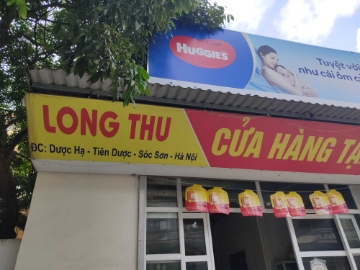 HUGGIES
Tuyệt vời
như cái ôm c
LONG THU
CỬA HÀNG TẠ
ĐC: Dược Hạ - Tiên Dược - Sóc Sơn - Hà Nội